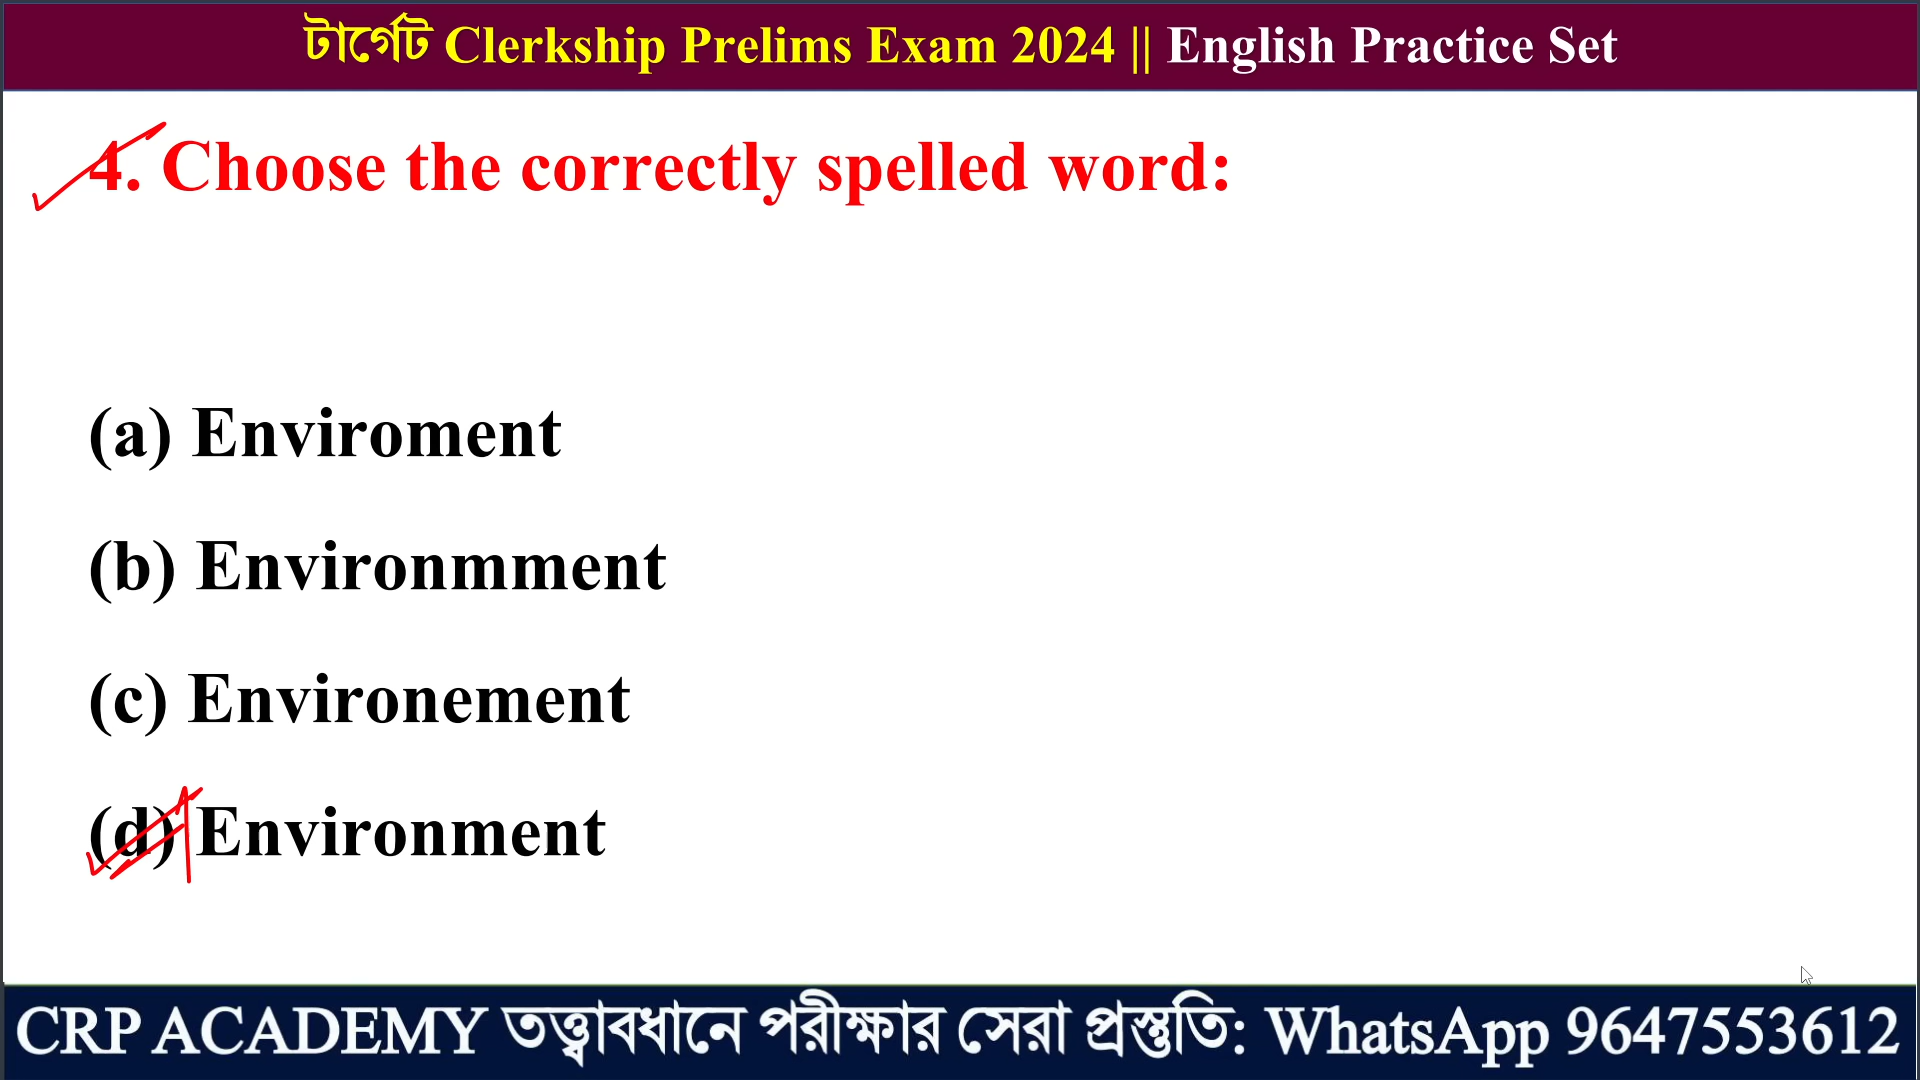 টার্গেট Clerkship Prelims Exam 2024 || English Practice Set
4. Choose the correctly spelled word:
(a) Enviroment
(b) Environmment
(c) Environement
(d) Environment
CRP ACADEMY তত্ত্বাবধানে পরীক্ষার সেরা প্রস্তুতি: WhatsApp 9647553612